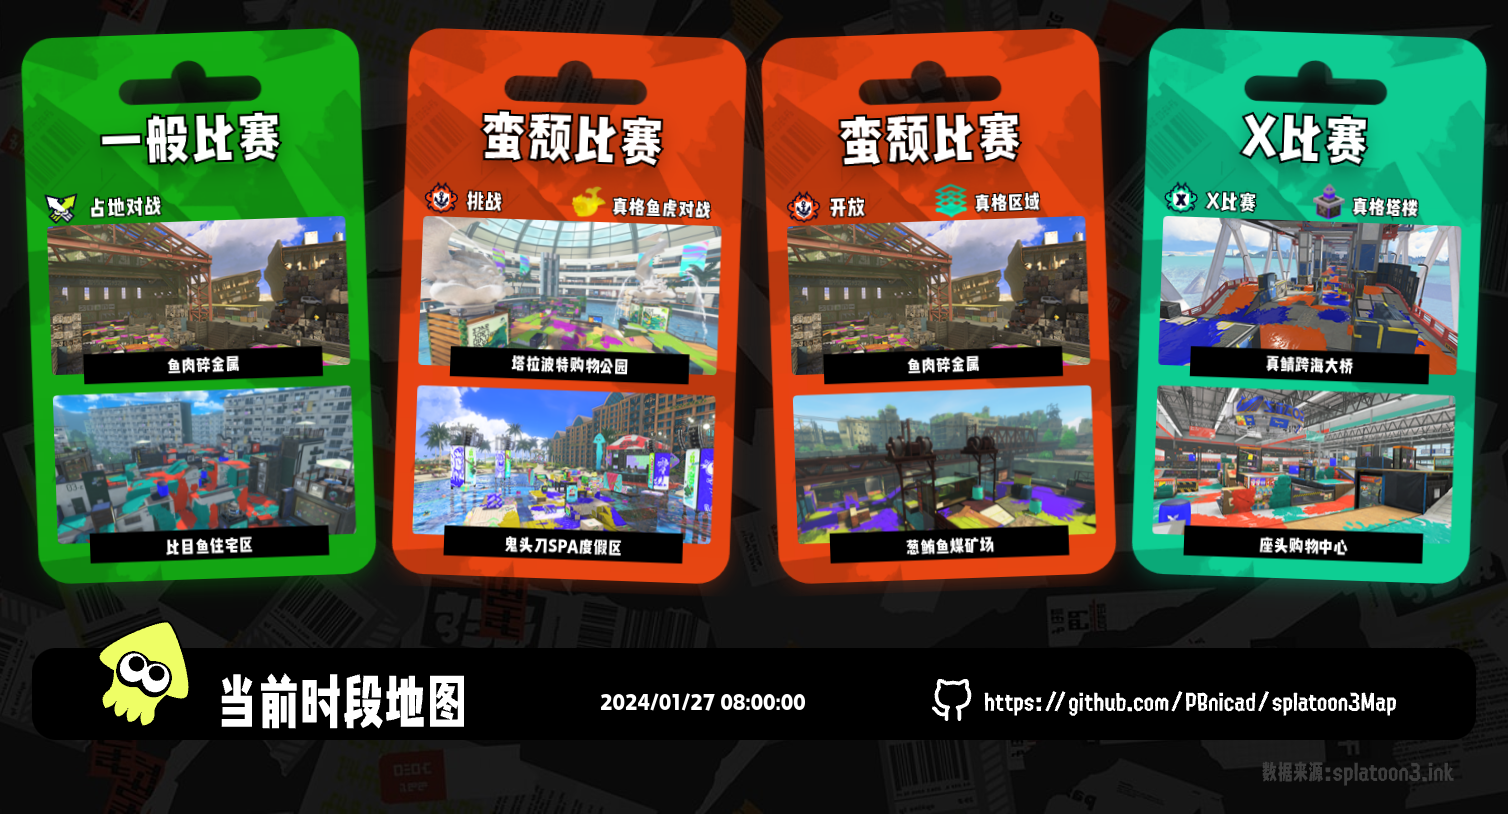 一般比赛
占地对战
鱼肉碎金属
比目鱼住宅区
蛮颓比赛
挑战
真格鱼虎对战
塔拉波特购物公园
鬼头刀SPA度假区
蛮颓比赛
开放
真格区域
鱼肉碎金属
葱鲔鱼煤矿场
X比赛
X比赛
真格塔楼
真鲭跨海大桥
座头购物中心
当前时段地图
2024/01/27 08:00:00
https://github.com/PBnicad/splatoon3Map
数据来源:splatoon3.ink